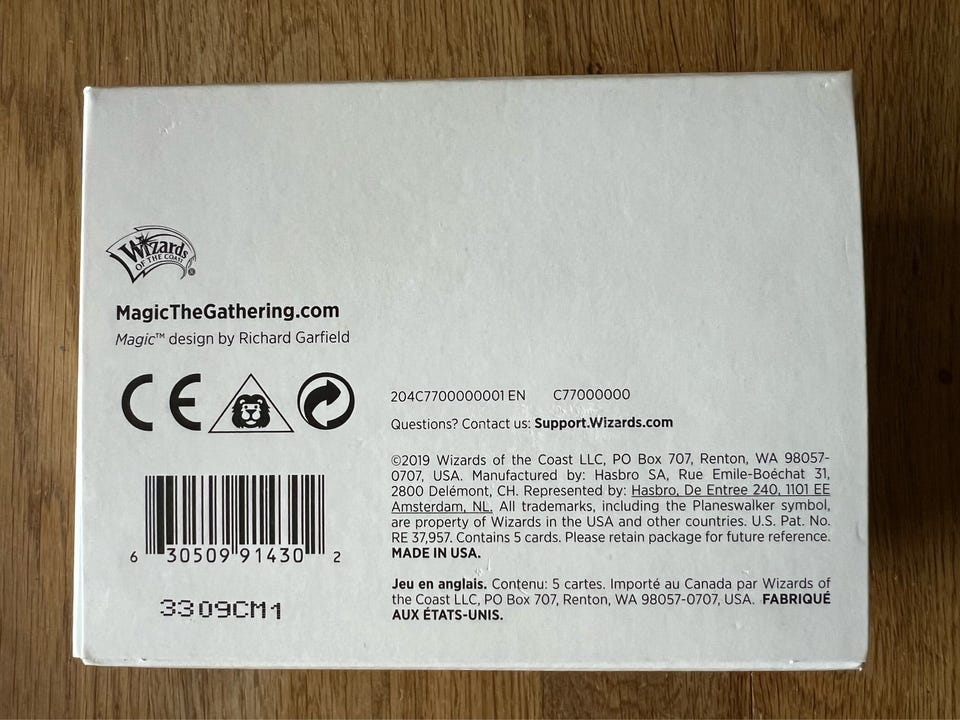 Wizards
OF THE COAST
®
MagicTheGathering.com
Magic™ design by Richard Garfield
CE
204C7700000001 EN C77000000
Questions? Contact us: Support.Wizards.com
©2019 Wizards of the Coast LLC, PO Box 707, Renton, WA 98057-
0707, USA. Manufactured by: Hasbro SA, Rue Emile-Boéchat 31,
2800 Delémont, CH. Represented by: Hasbro, De Entree 240, 1101 EE
Amsterdam, NL. All trademarks, including the Planeswalker symbol,
are property of Wizards in the USA and other countries. U.S. Pat. No.
RE 37,957. Contains 5 cards. Please retain package for future reference.
MADE IN USA.
Jeu en anglais. Contenu: 5 cartes. Importé au Canada par Wizards of
the Coast LLC, PO Box 707, Renton, WA 98057-0707, USA. FABRIQUÉ
AUX ÉTATS-UNIS.
6 30509 91430 2
3309CM1